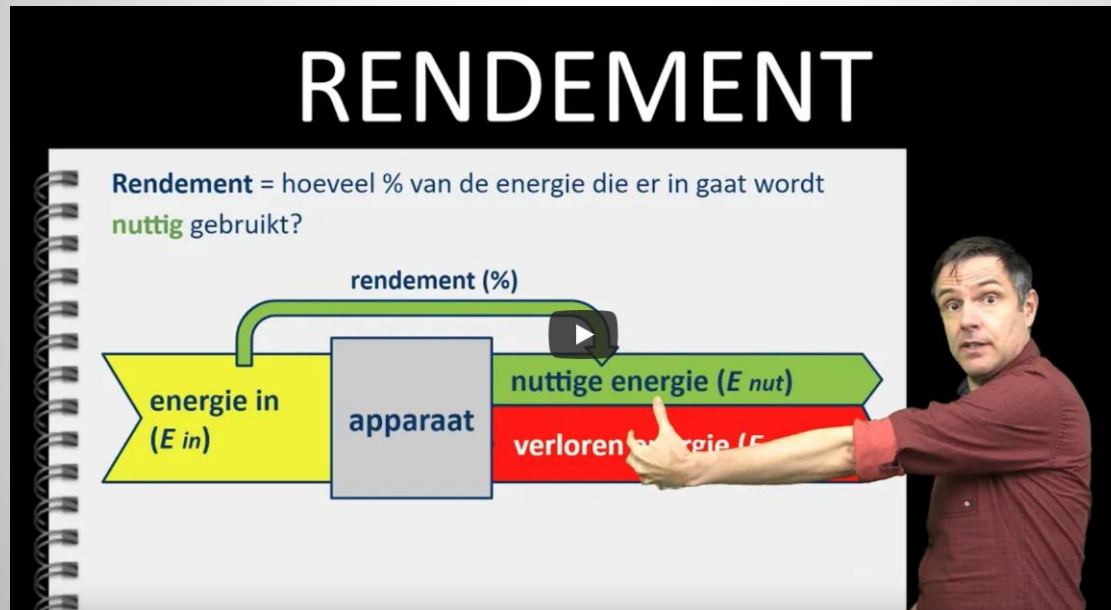 RENDEMENT
Rendement = hoeveel % van de energie die er in gaat wordt
nuttig gebruikt?
rendement (%)
energie in
(E in)
apparaat
nuttige energie (E nut)
verloren (E